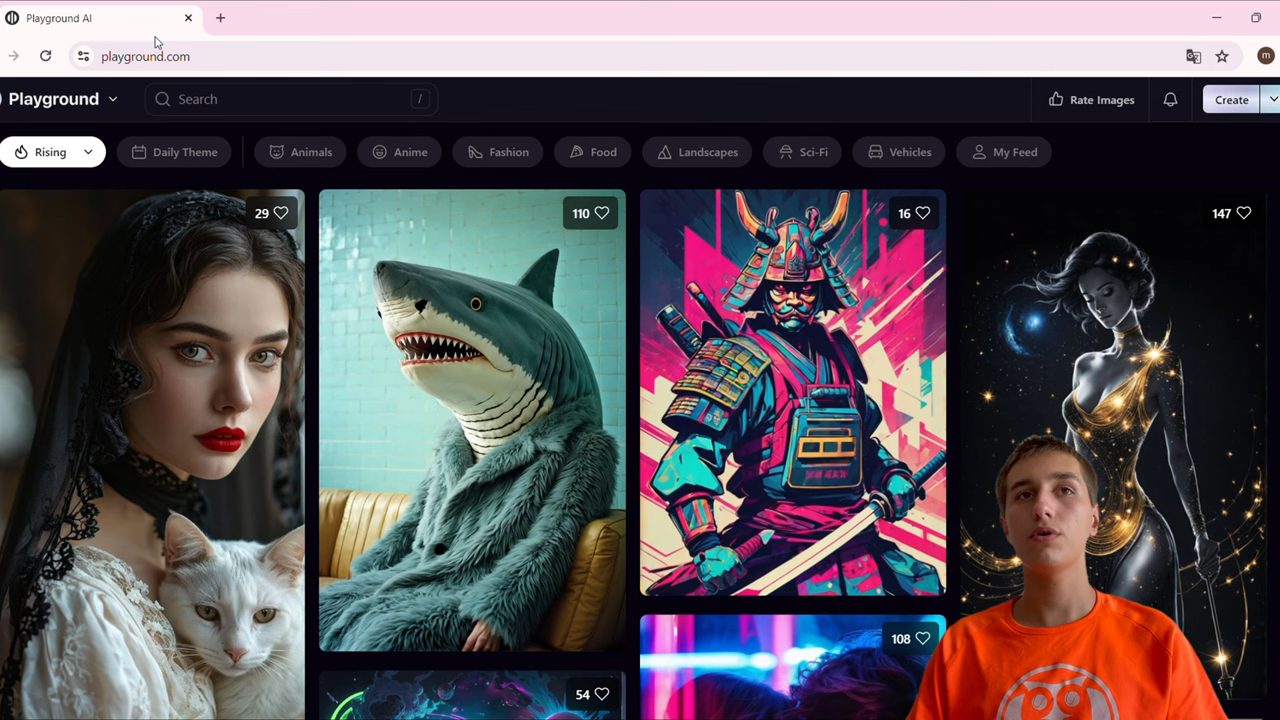 Playground AI
playground.com
m
Playground
Search
/
Rate Images
Create
Rising
Daily Theme
Animals
Anime
Fashion
Food
Landscapes
Sci-Fi
Vehicles
My Feed
29
110
16
147
108
54